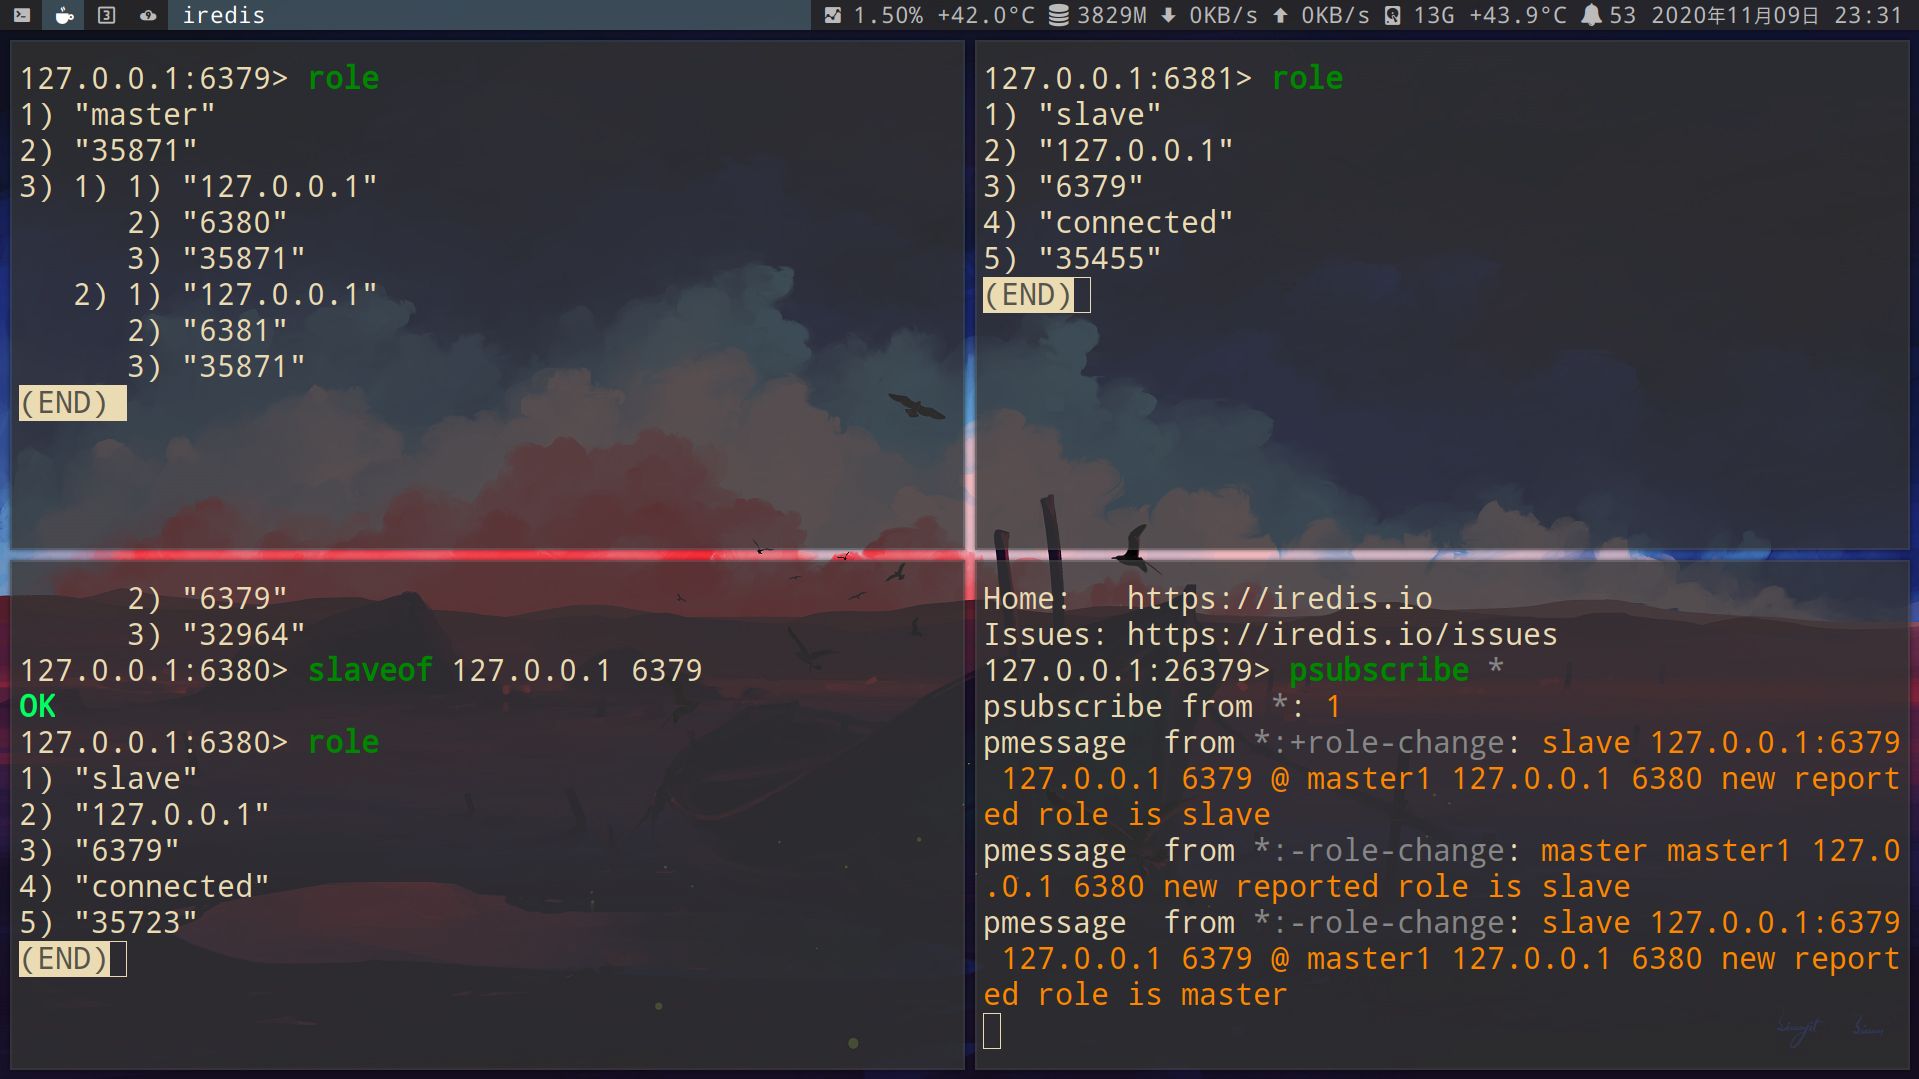 3 iredis 1.50% +42.0°C 3829M 0KB/s 0KB/s 13G +43.9°C 53 2020年11月09日 23:31
127.0.0.1:6379> role
1) "master"
2) "35871"
3) 1) 1) "127.0.0.1"
2) "6380"
3) "35871"
2) 1) "127.0.0.1"
2) "6381"
3) "35871"
(END)
127.0.0.1:6381> role
1) "slave"
2) "127.0.0.1"
3) "6379"
4) "connected"
5) "35455"
(END)
2) "6379"
3) "32964"
127.0.0.1:6380> slaveof 127.0.0.1 6379
OK
127.0.0.1:6380> role
1) "slave"
2) "127.0.0.1"
3) "6379"
4) "connected"
5) "35723"
(END)
Home: https://iredis.io
Issues: https://iredis.io/issues
127.0.0.1:26379> psubscribe *
psubscribe from *: 1
pmessage from *:+role-change: slave 127.0.0.1:6379
127.0.0.1 6379 @ master1 127.0.0.1 6380 new report
ed role is slave
pmessage from *:-role-change: master master1 127.0
.0.1 6380 new reported role is slave
pmessage from *:-role-change: slave 127.0.0.1:6379
127.0.0.1 6379 @ master1 127.0.0.1 6380 new report
ed role is master